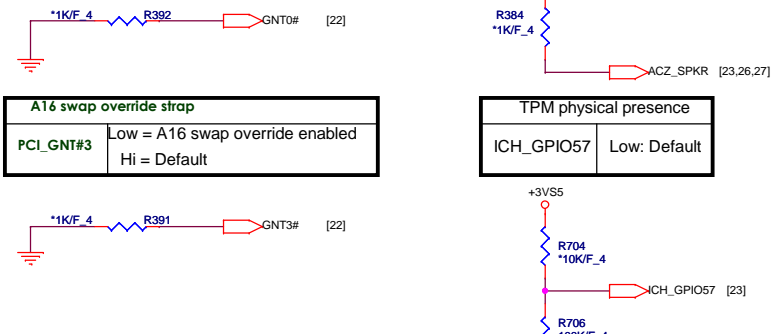 *1K/F_4 R392 GNT0# [22]
R384
*1K/F_4
ACZ_SPKR [23,26,27]
A16 swap override strap
PCI_GNT#3
Low = A16 swap override enabled
Hi = Default
TPM physical presence
ICH_GPIO57
Low: Default
*1K/F_4 R391 GNT3# [22]
+3VS5
R704
*10K/F_4
ICH_GPIO57 [23]
R706